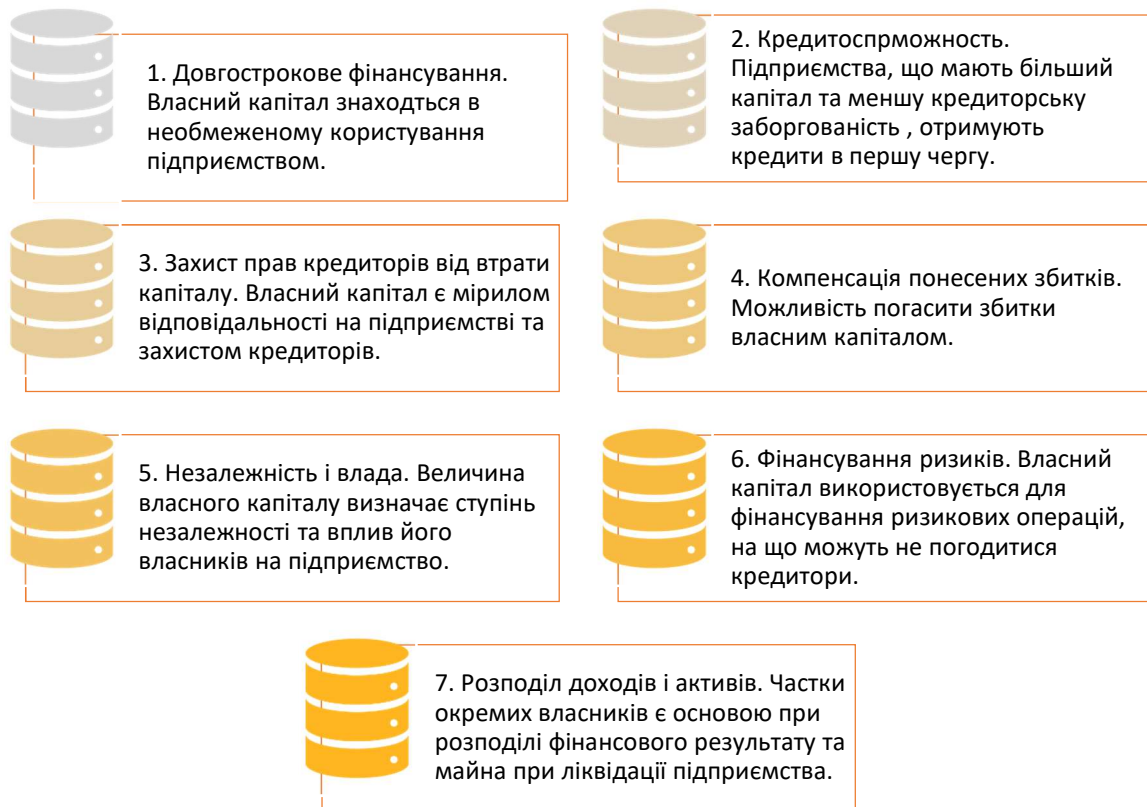 1. Довгострокове фінансування.
Власний капітал знаходться в
необмеженому користування
підприємством.
2. Кредитоспрможность.
Підприємства, що мають більший
капітал та меншу кредиторську
заборгованість , отримують
кредити в першу чергу.
3. Захист прав кредиторів від втрати
капіталу. Власний капітал є мірилом
відповідальності на підприємстві та
захистом кредиторів.
4. Компенсація понесених збитків.
Можливість погасити збитки
власним капіталом.
5. Незалежність і влада. Величина
власного капіталу визначає ступінь
незалежності та вплив його
власників на підприємство.
6. Фінансування ризиків. Власний
капітал використовується для
фінансування ризикових операцій,
на що можуть не погодитися
кредитори.
7. Розподіл доходів і активів. Частки
окремих власників є основою при
розподілі фінансового результату та
майна при ліквідації підприємства.